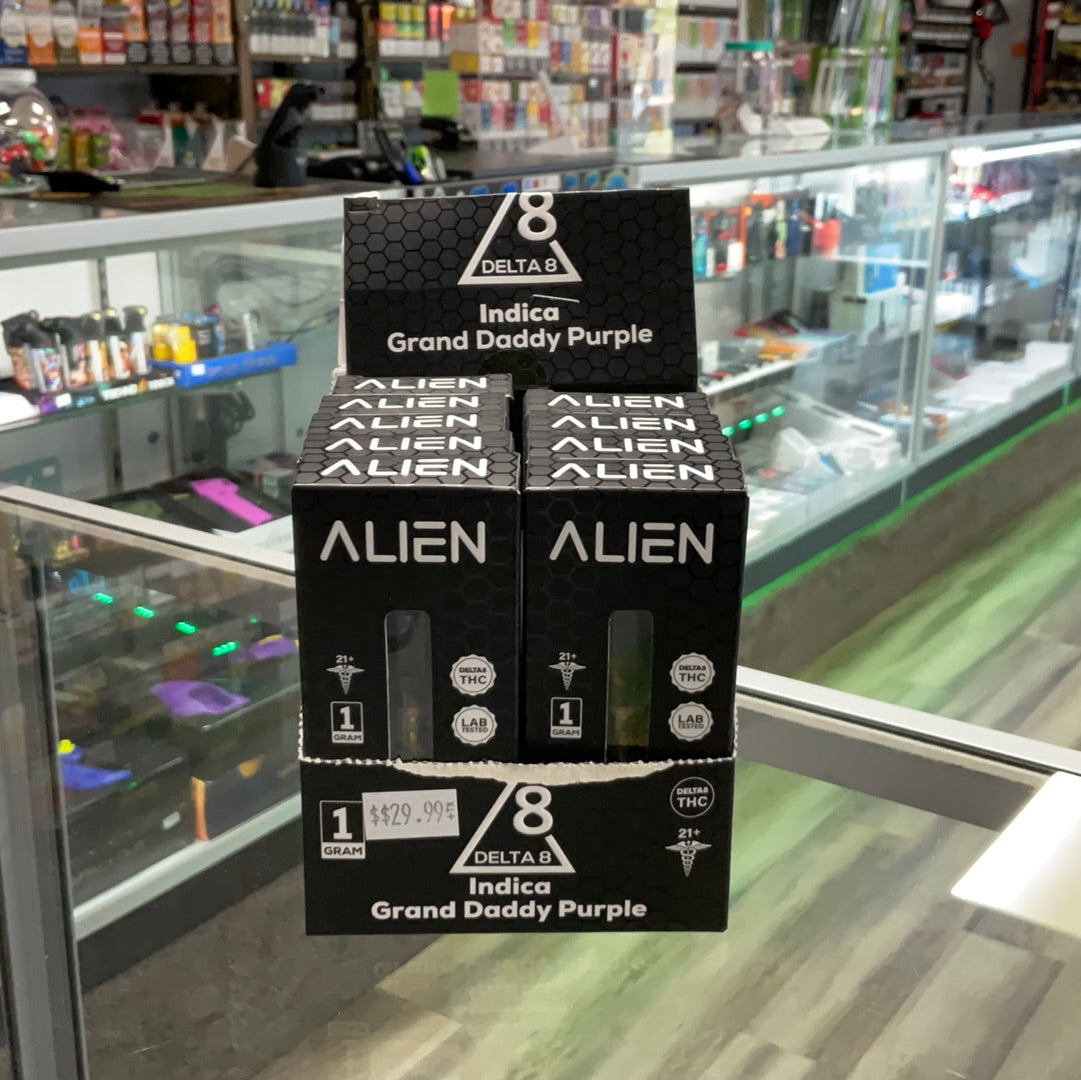 8
DELTA 8
Indica
Grand Daddy Purple
ALIEN
ALIEN
ALIEN
ALIEN
ALIEN
ALIEN
ALIEN
ALIEN
ALIEN
ALIEN
21+
DELTA8
THC
1
GRAM
LAB
TESTED
ALIEN
21+
DELTA8
THC
1
GRAM
LAB
TESTED
1
GRAM
$$29.99
8
DELTA 8
DELTA8
THC
21+
Indica
Grand Daddy Purple